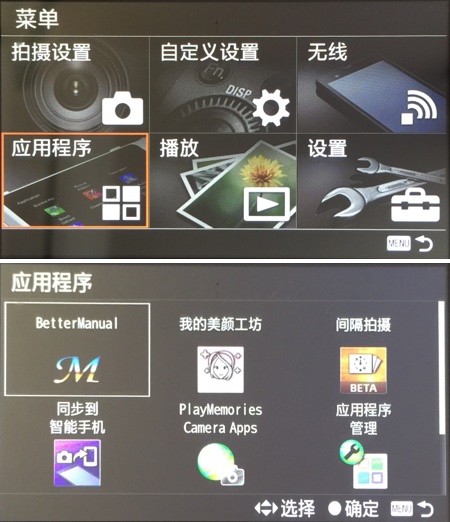 菜单
拍摄设置
自定义设置
无线
DISP
应用程序
播放
设置
MENU
应用程序
BetterManual
我的美颜工坊
间隔拍摄
M
BETA
同步到
智能手机
PlayMemories
Camera Apps
应用程序
管理
选择 确定 MENU